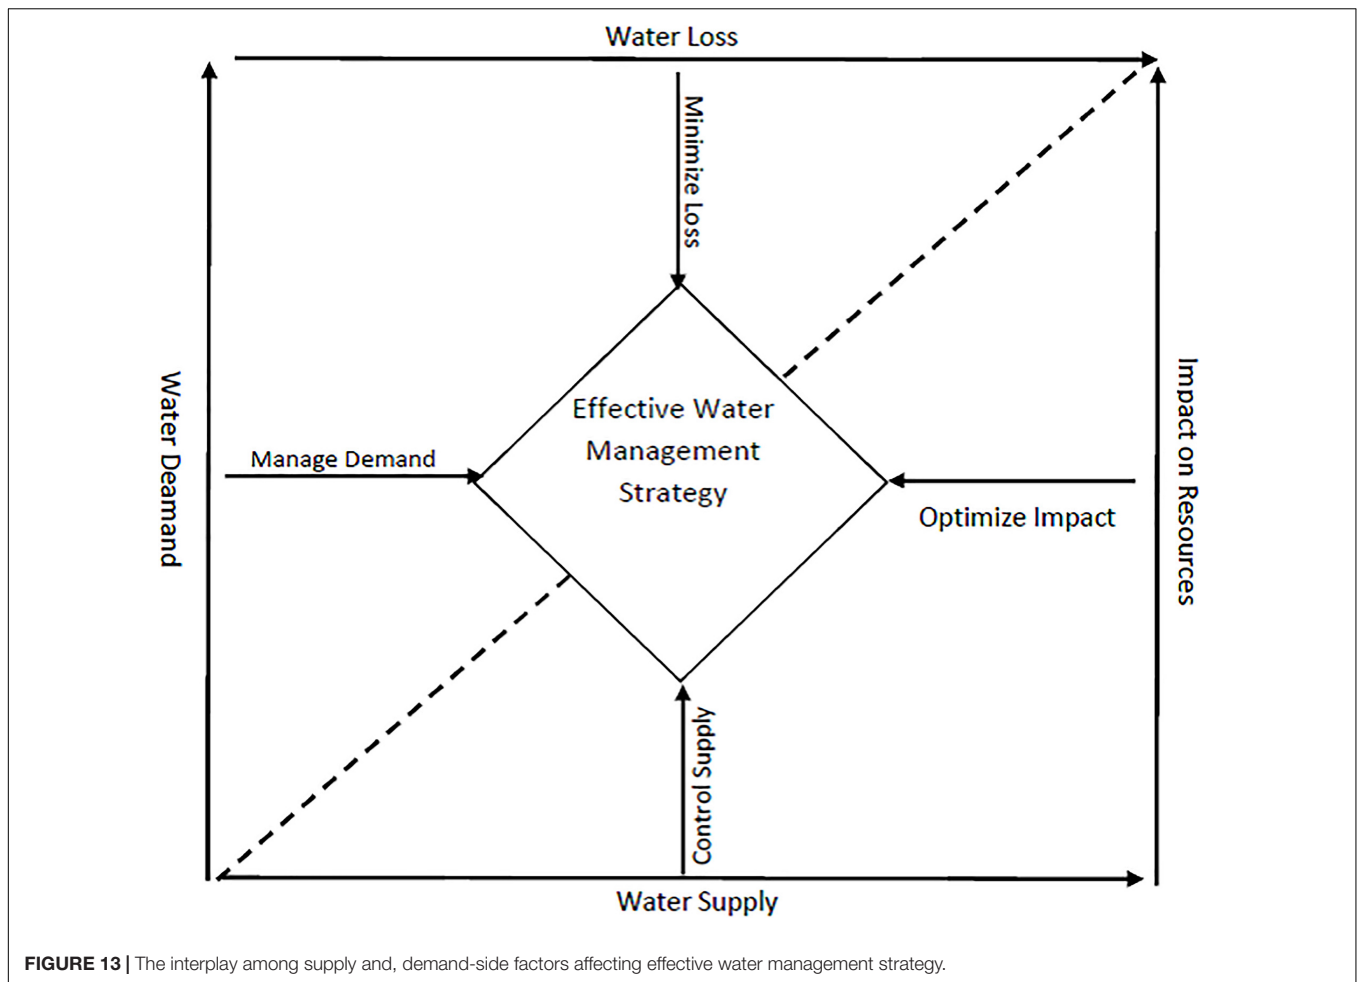 Water Loss
Minimize Loss
Water Deamand
Manage Demand
Effective Water
Management
Strategy
Optimize Impact
Impact on Resources
Control Supply
Water Supply
FIGURE 13 | The interplay among supply and, demand-side factors affecting effective water management strategy.